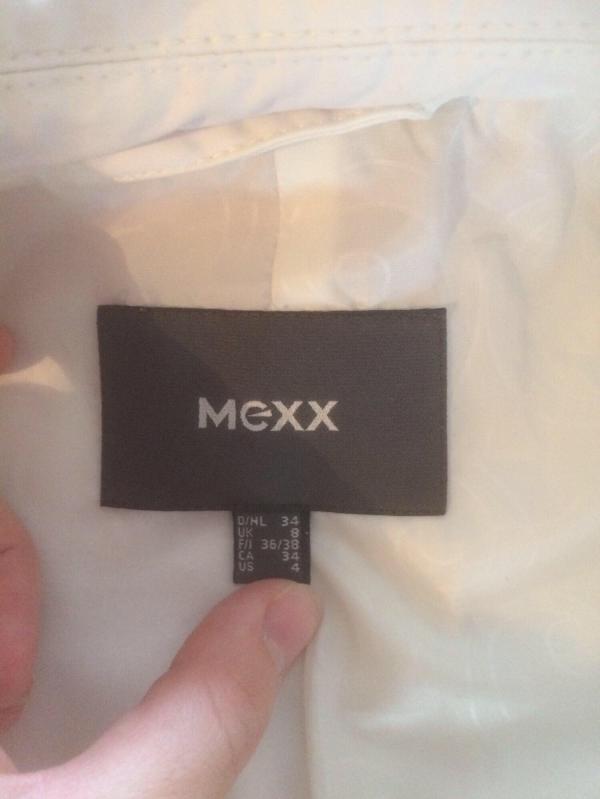 Mexx
D/NL 34
UK 8
F/I 36/38
CA 34
US 4